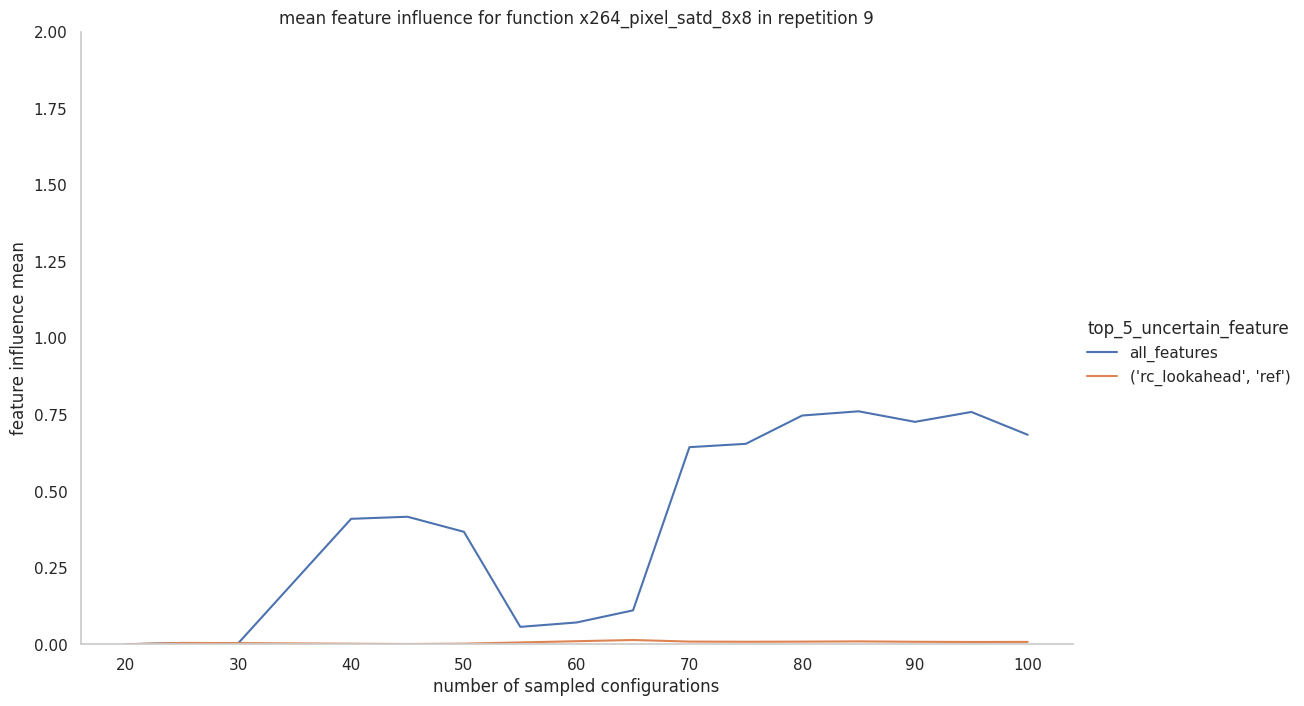 mean feature influence for function x264_pixel_satd_8x8 in repetition 9
2.00
1.75
1.50
1.25
1.00
0.75
0.50
0.25
0.00
feature influence mean
20 30 40 50 60 70 80 90 100
number of sampled configurations
top_5_uncertain_feature
all_features
('rc_lookahead', 'ref')